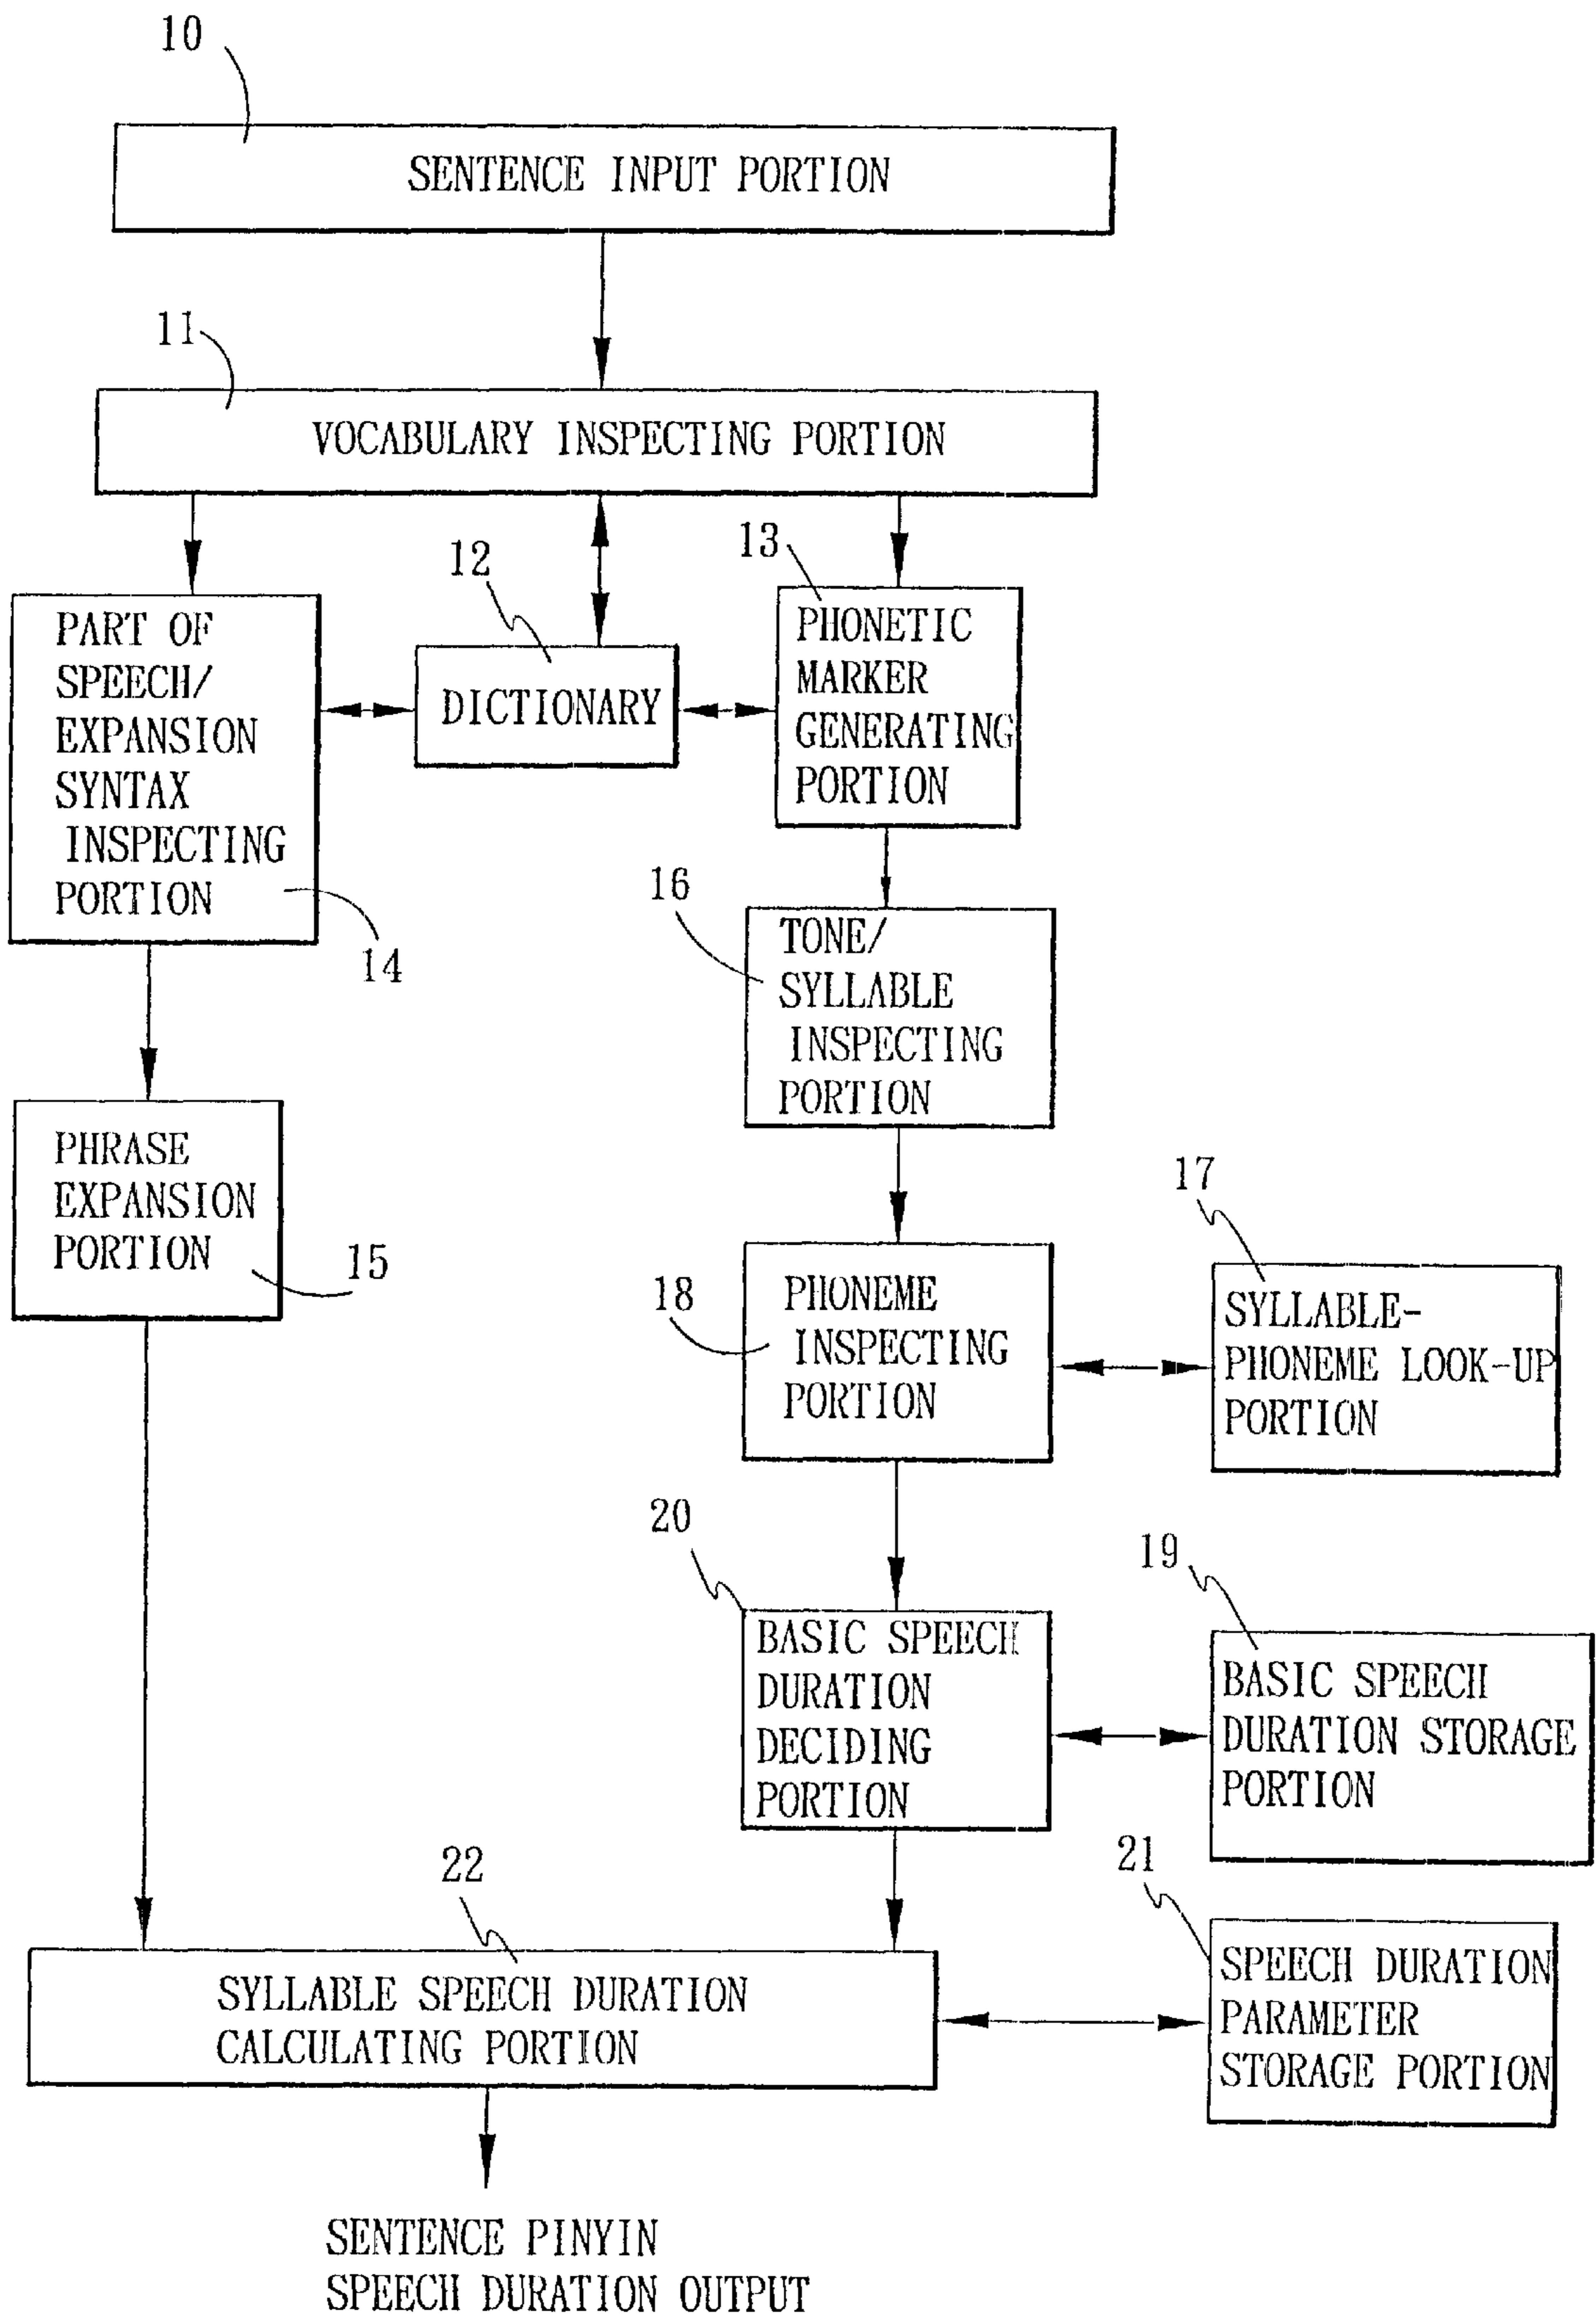 10
SENTENCE INPUT PORTION
11
VOCABULARY INSPECTING PORTION
12
13
PART OF
SPEECH/
EXPANSION
SYNTAX
INSPECTING
PORTION
14
DICTIONARY
PHONETIC
MARKER
GENERATING
PORTION
16
TONE/
SYLLABLE
INSPECTING
PORTION
PHRASE
EXPANSION
PORTION
15
18
PHONEME
INSPECTING
PORTION
17
SYLLABLE-
PHONEME LOOK-UP
PORTION
20
BASIC SPEECH
DURATION
DECIDING
PORTION
19
BASIC SPEECH
DURATION STORAGE
PORTION
22
SYLLABLE SPEECH DURATION
CALCULATING PORTION
21
SPEECH DURATION
PARAMETER
STORAGE PORTION
SENTENCE PINYIN
SPEECH DURATION OUTPUT